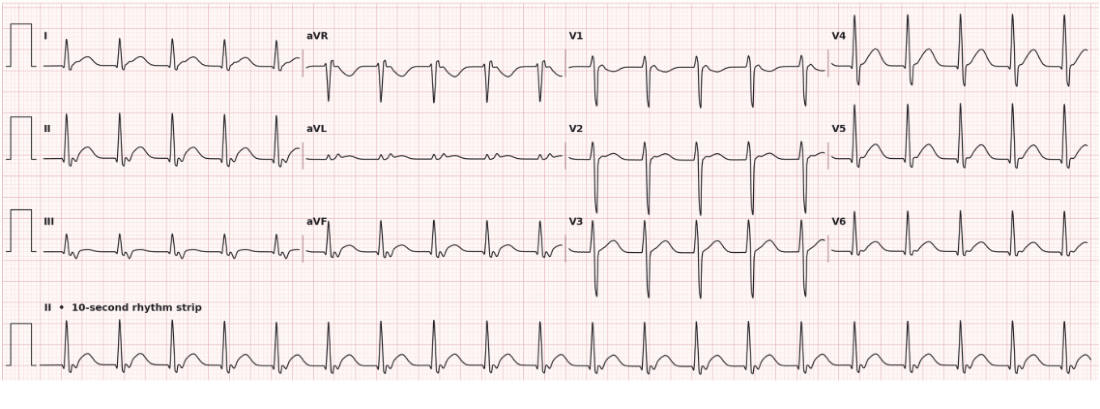 I aVR V1 V4
II aVL V2 V5
III aVF V3 V6
II • 10-second rhythm strip